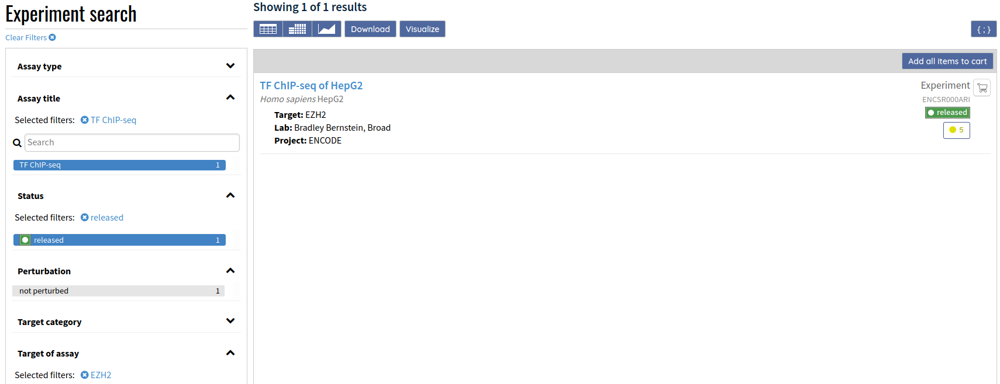 Experiment search
Clear Filters
Assay type
Assay title
Selected filters: TF ChIP-seq
Search
TF ChIP-seq 1
Status
Selected filters: released
released 1
Perturbation
not perturbed 1
Target category
Target of assay
Selected filters: EZH2
Showing 1 of 1 results
Download
Visualize
{ ; }
Add all items to cart
TF ChIP-seq of HepG2
Homo sapiens HepG2
Target: EZH2
Lab: Bradley Bernstein, Broad
Project: ENCODE
Experiment
ENCSR000ARI
released
5